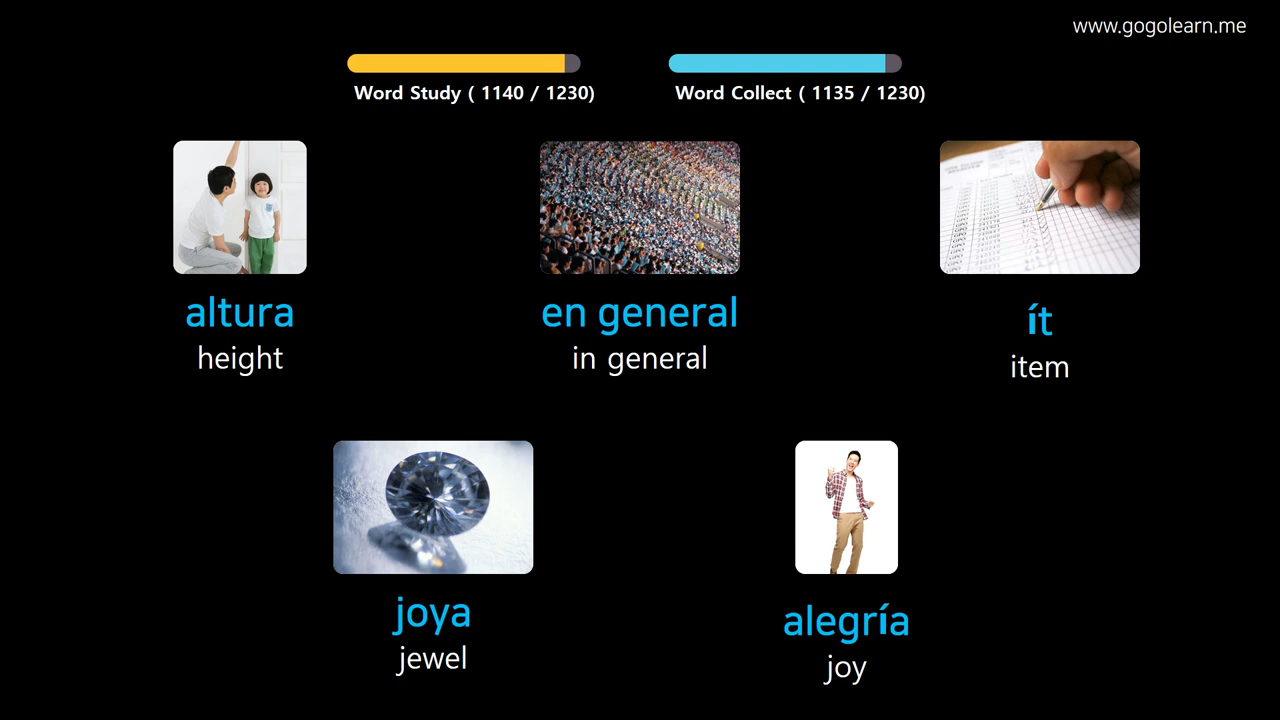 www.gogolearn.me
Word Study ( 1140 / 1230)
Word Collect ( 1135 / 1230)
altura
height
en general
in general
ít
item
joya
jewel
alegría
joy